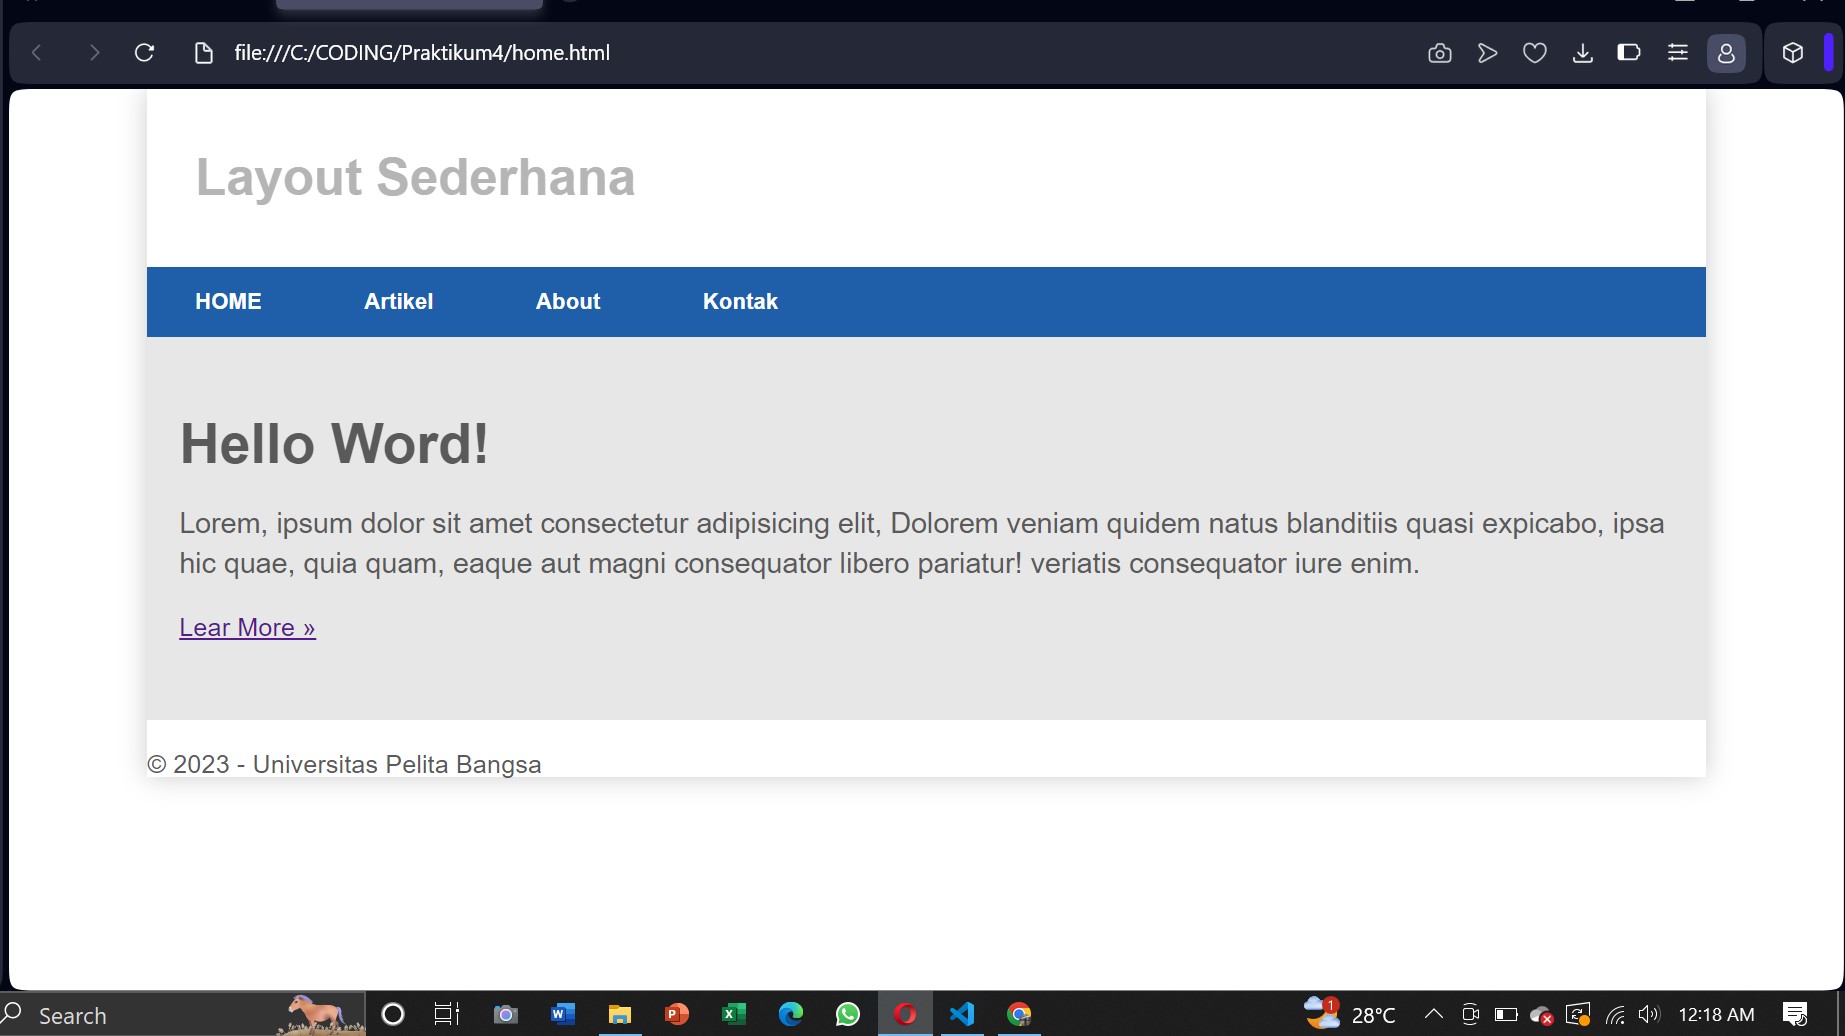 file:///C:/CODING/Praktikum4/home.html
Layout Sederhana
HOME Artikel About Kontak
Hello Word!
Lorem, ipsum dolor sit amet consectetur adipisicing elit, Dolorem veniam quidem natus blanditiis quasi expicabo, ipsa
hic quae, quia quam, eaque aut magni consequator libero pariatur! veriatis consequator iure enim.
Lear More »
© 2023 - Universitas Pelita Bangsa
Search 1 28°C 12:18 AM